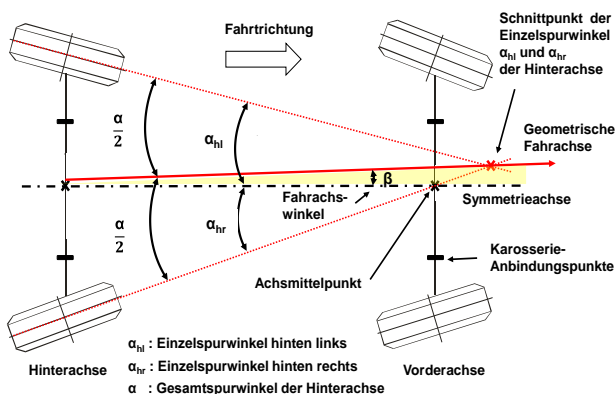 Fahrtrichtung
Schnittpunkt der
Einzelspurwinkel
αhl und αhr
der Hinterachse
Geometrische
Fahrachse
α
2
αhl
β
Fahrachs-
winkel
Symmetrieachse
α
2
αhr
Achsmittelpunkt
Karosserie-
Anbindungspunkte
Hinterachse
αhl : Einzelspurwinkel hinten links
αhr : Einzelspurwinkel hinten rechts
α : Gesamtspurwinkel der Hinterachse
Vorderachse